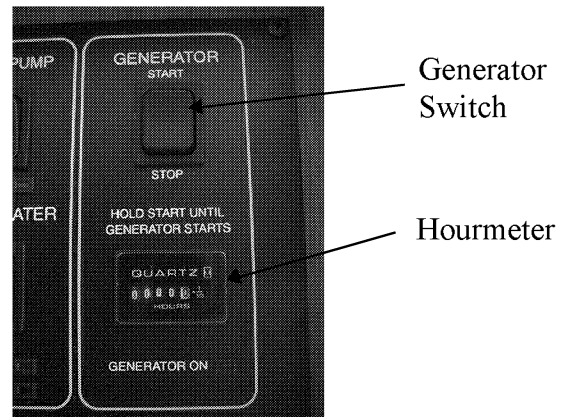 PUMP
GENERATOR
START
STOP
ATER
HOLD START UNTIL
GENERATOR STARTS
QUARTZ
HOURS
GENERATOR ON
Generator
Switch
Hourmeter